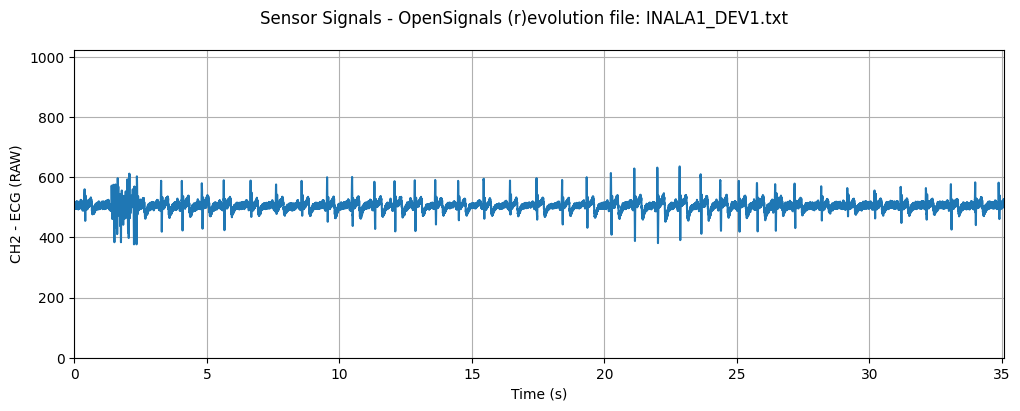 Sensor Signals - OpenSignals (r)evolution file: INALA1_DEV1.txt
1000
800
600
400
200
0
CH2 - ECG (RAW)
0 5 10 15 20 25 30 35
Time (s)